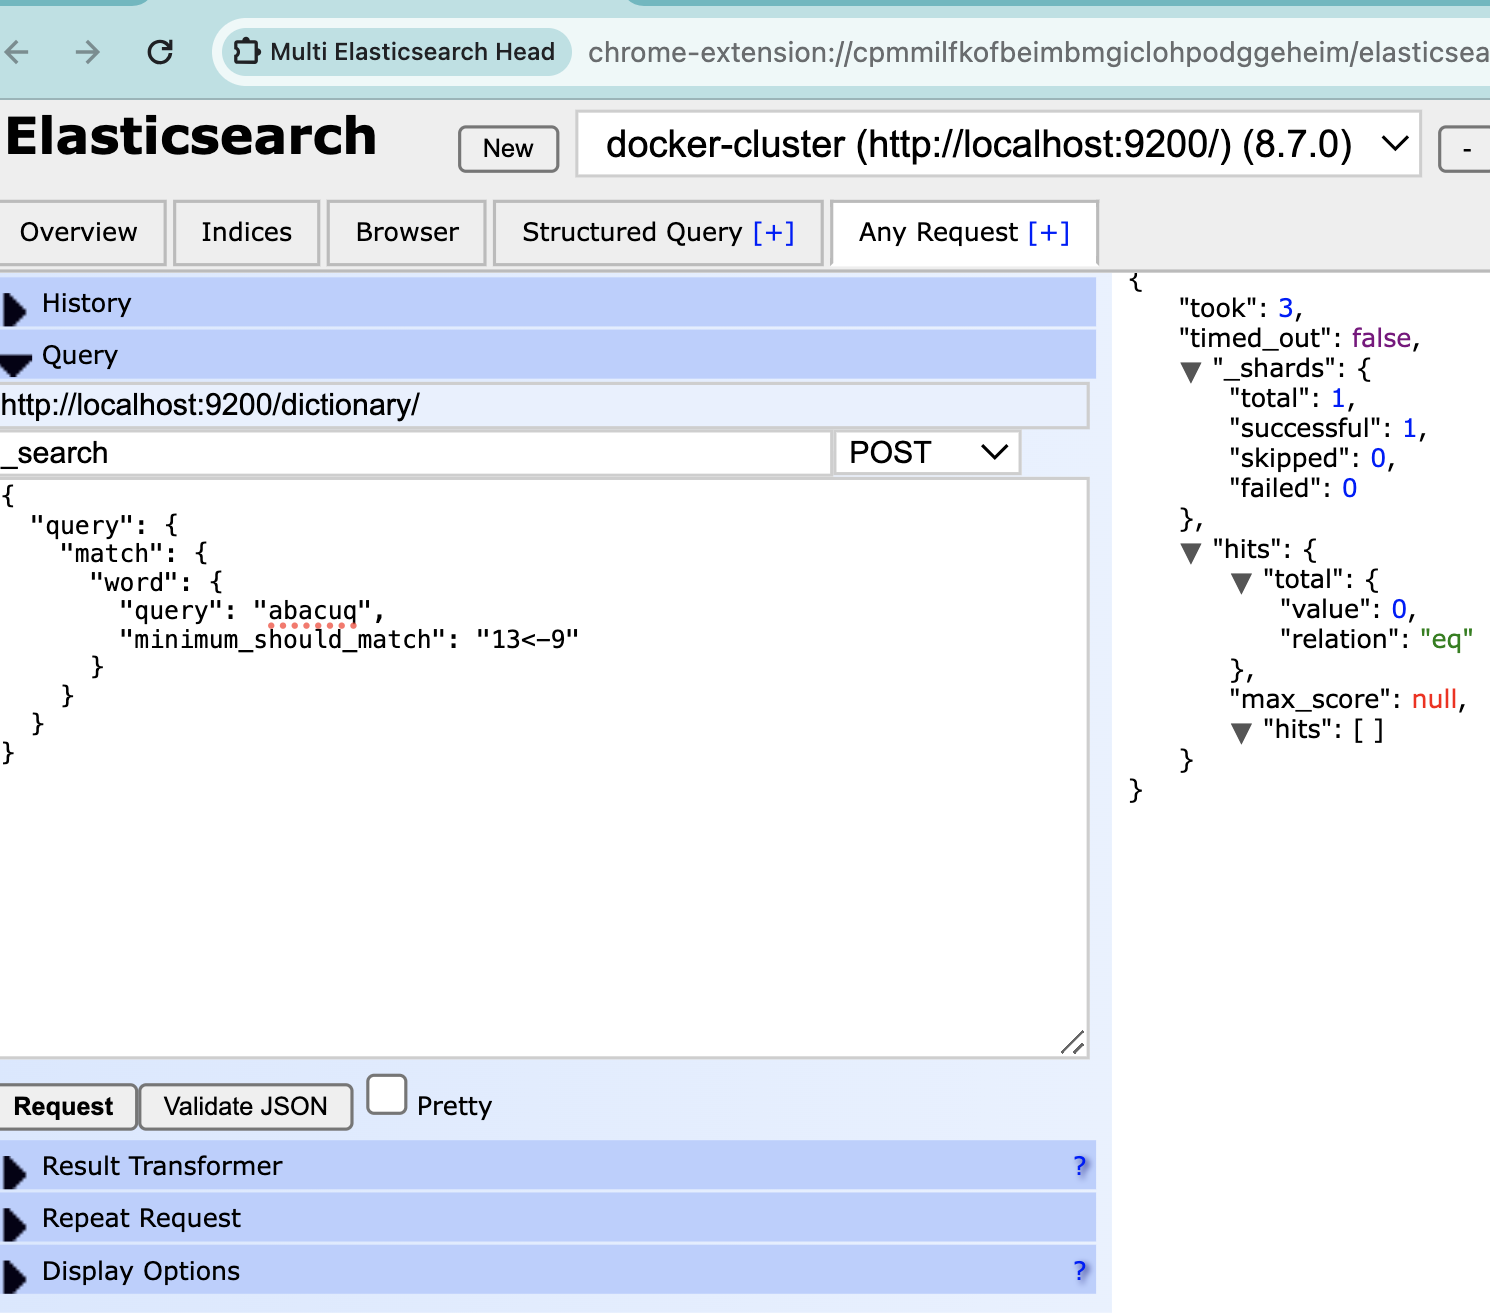 Multi Elasticsearch Head chrome-extension://cpmmilfkofbeimbmgiclohpodggeheim/elasticsea
Elasticsearch New docker-cluster (http://localhost:9200/) (8.7.0) -
Overview Indices Browser Structured Query [+] Any Request [+]
History
Query
http://localhost:9200/dictionary/
_search POST
{
"query": {
"match": {
"word": {
"query": "abacuq",
"minimum_should_match": "13<-9"
}
}
}
}
Request Validate JSON Pretty
Result Transformer ?
Repeat Request
Display Options ?
{
"took": 3,
"timed_out": false,
"_shards": {
"total": 1,
"successful": 1,
"skipped": 0,
"failed": 0
},
"hits": {
"total": {
"value": 0,
"relation": "eq"
},
"max_score": null,
"hits": [ ]
}
}